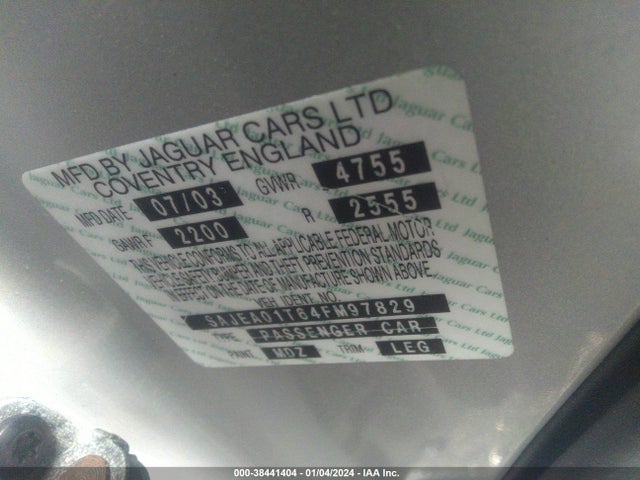 MFD BY JAGUAR CARS LTD
COVENTRY ENGLAND
MFD DATE 07/03 GVWR 4755
GAWR F 2200 R 2555
THIS VEHICLE CONFORMS TO ALL APPLICABLE FEDERAL MOTOR
VEHICLE SAFETY BUMPER AND THEFT PREVENTION STANDARDS
IN EFFECT ON THE DATE OF MANUFACTURE SHOWN ABOVE
VEH IDENT NO.
SAJEA01T64FM97829
TYPE PASSENGER CAR
PAINT MDZ TRIM LEG
000-38441404 - 01/04/2024 - IAA Inc.